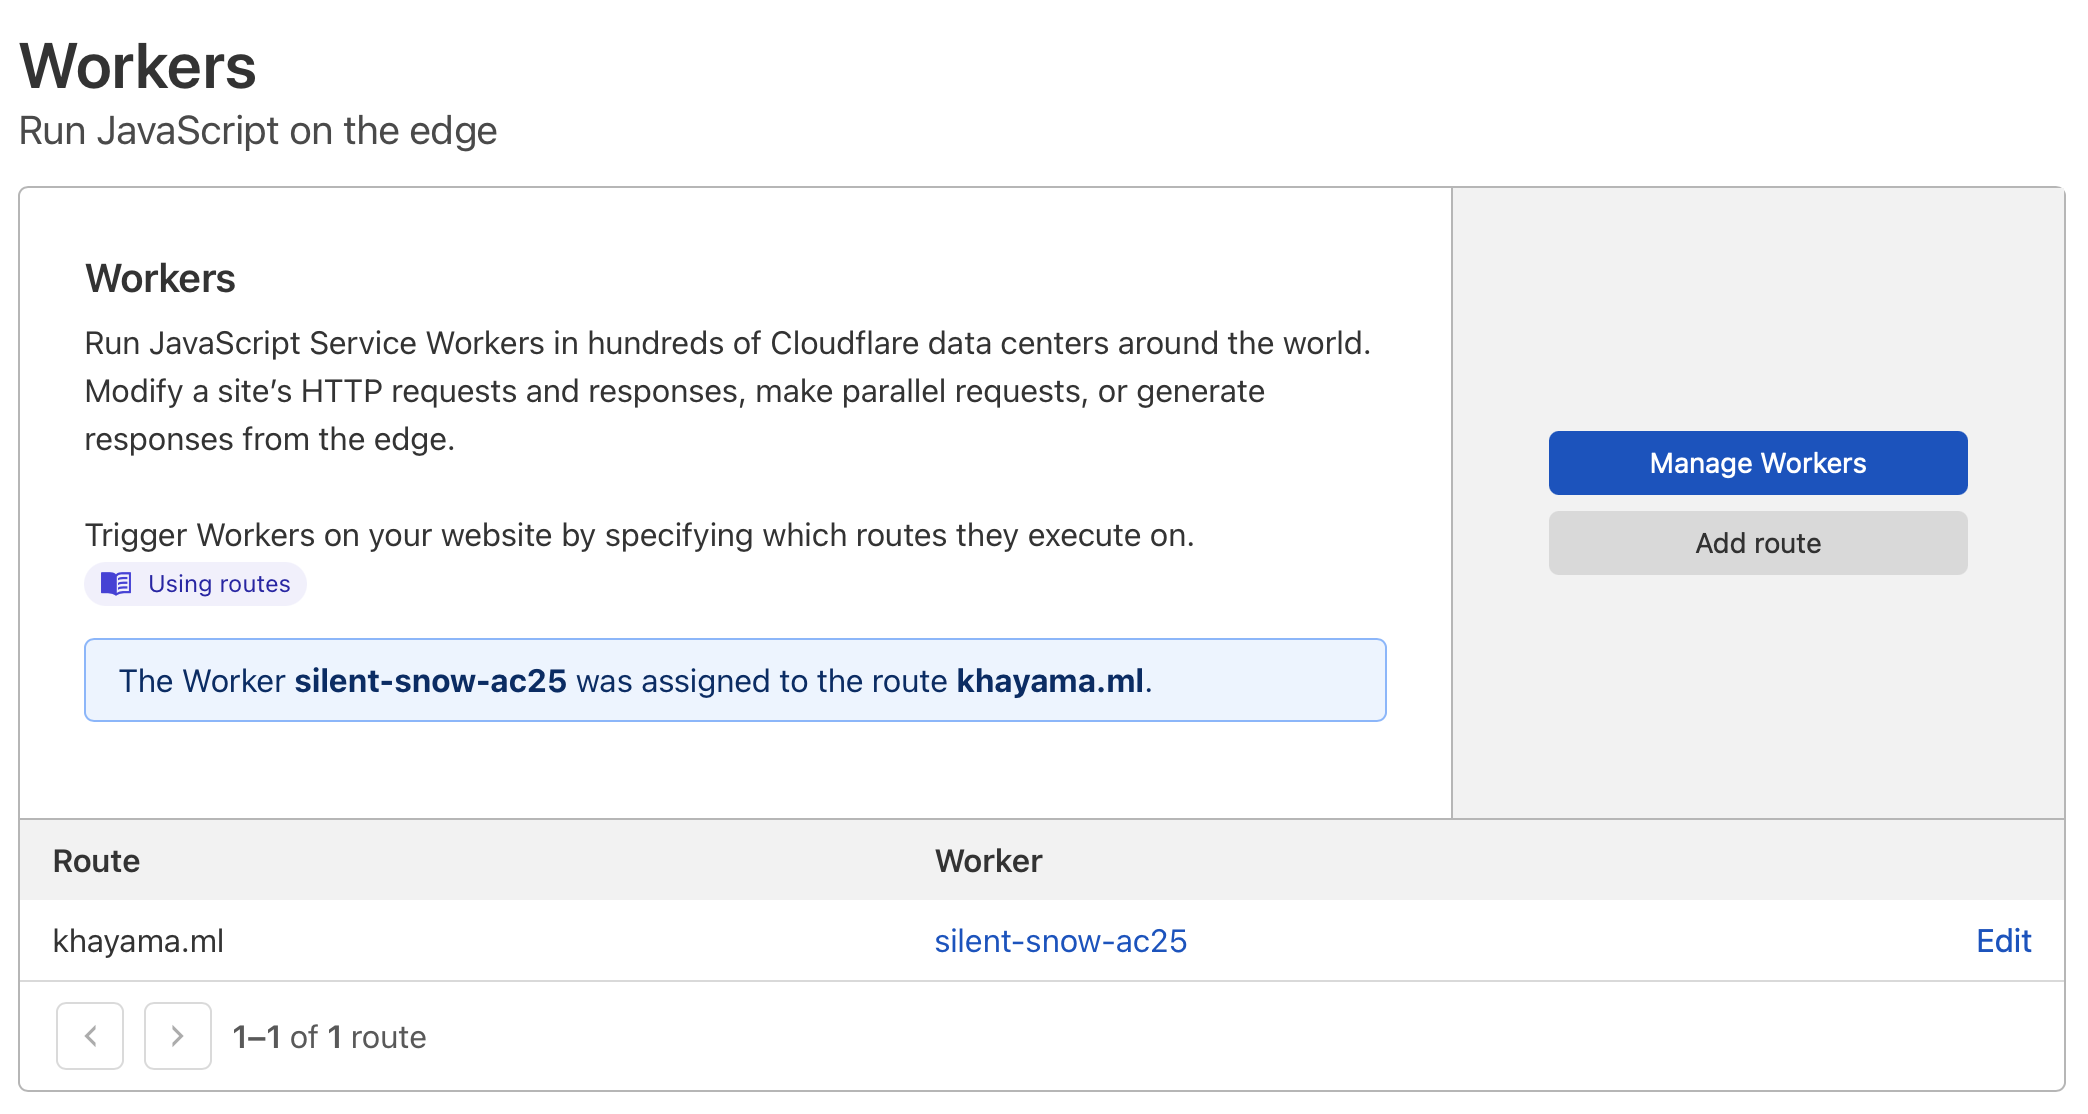 Workers
Run JavaScript on the edge
Workers
Run JavaScript Service Workers in hundreds of Cloudflare data centers around the world.
Modify a site’s HTTP requests and responses, make parallel requests, or generate
responses from the edge.
Trigger Workers on your website by specifying which routes they execute on.
Using routes
The Worker silent-snow-ac25 was assigned to the route khayama.ml.
Manage Workers
Add route
Route Worker
khayama.ml silent-snow-ac25 Edit
1–1 of 1 route